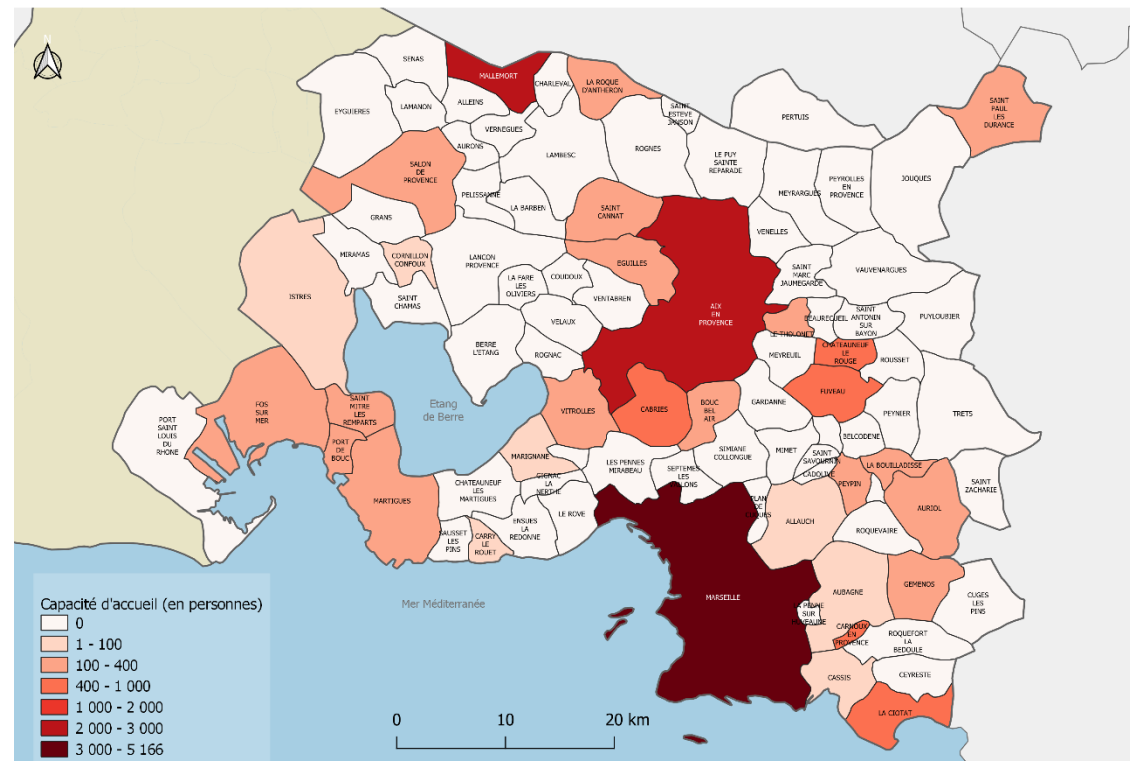 N
SENAS
MALLEMORT
CHARLEVAL
LA ROQUE
D'ANTHERON
EYGUIERES
LAMANON
ALLEINS
SAINT
ESTEVE
JANSON
PERTUIS
SAINT
PAUL
LES
DURANCE
VERNEGUES
AURONS
LAMBESC
ROGNES
LE PUY
SAINTE
REPARADE
SALON
DE
PROVENCE
MEYRARGUES
PEYROLLES
EN
PROVENCE
JOUQUES
PELISSANNE
LA BARBEN
SAINT
CANNAT
GRANS
VENELLES
MIRAMAS
CORNILLON
CONFOUX
LANCON
PROVENCE
EGUILLES
SAINT
MARC
JAUMEGARDE
VAUVENARGUES
ISTRES
SAINT
CHAMAS
LA FARE
LES
OLIVIERS
COUDOUX
VENTABREN
AIX
EN
PROVENCE
BEAURECUEIL
SAINT
ANTONIN
SUR
BAYON
PUYLOUBIER
VELAUX
LE THOLONET
BERRE
L'ETANG
ROGNAC
MEYREUIL
CHATEAUNEUF
LE
ROUGE
ROUSSET
FUVEAU
Etang
de Berre
FOS
SUR
MER
SAINT
MITRE
LES
REMPARTS
VITROLLES
CABRIES
BOUC
BEL
AIR
GARDANNE
PEYNIER
TRETS
PORT
SAINT
LOUIS
DU
RHONE
PORT
DE
BOUC
BELCODENE
MARIGNANE
LES PENNES
MIRABEAU
SEPTEMES
LES
VALLONS
SIMIANE
COLLONGUE
MIMET
SAINT
SAVOURNIN
CADOLIVE
LA BOUILLADISSE
PEYPIN
SAINT
ZACHARIE
GIGNAC
LA
NERTHE
CHATEAUNEUF
LES
MARTIGUES
MARTIGUES
PLAN
DE
CUQUES
ALLAUCH
AURIOL
LE ROVE
ENSUES
LA
REDONNE
ROQUEVAIRE
SAUSSET
LES
PINS
CARRY
LE
ROUET
MARSEILLE
AUBAGNE
GEMENOS
CUGES
LES
PINS
LA PENNE
SUR
HUVEAUNE
CARNOUX
EN
PROVENCE
ROQUEFORT
LA
BEDOULE
CASSIS
CEYRESTE
LA CIOTAT
Mer Méditerranée
Capacité d'accueil (en personnes)
0
1 - 100
100 - 400
400 - 1 000
1 000 - 2 000
2 000 - 3 000
3 000 - 5 166
0 10 20 km